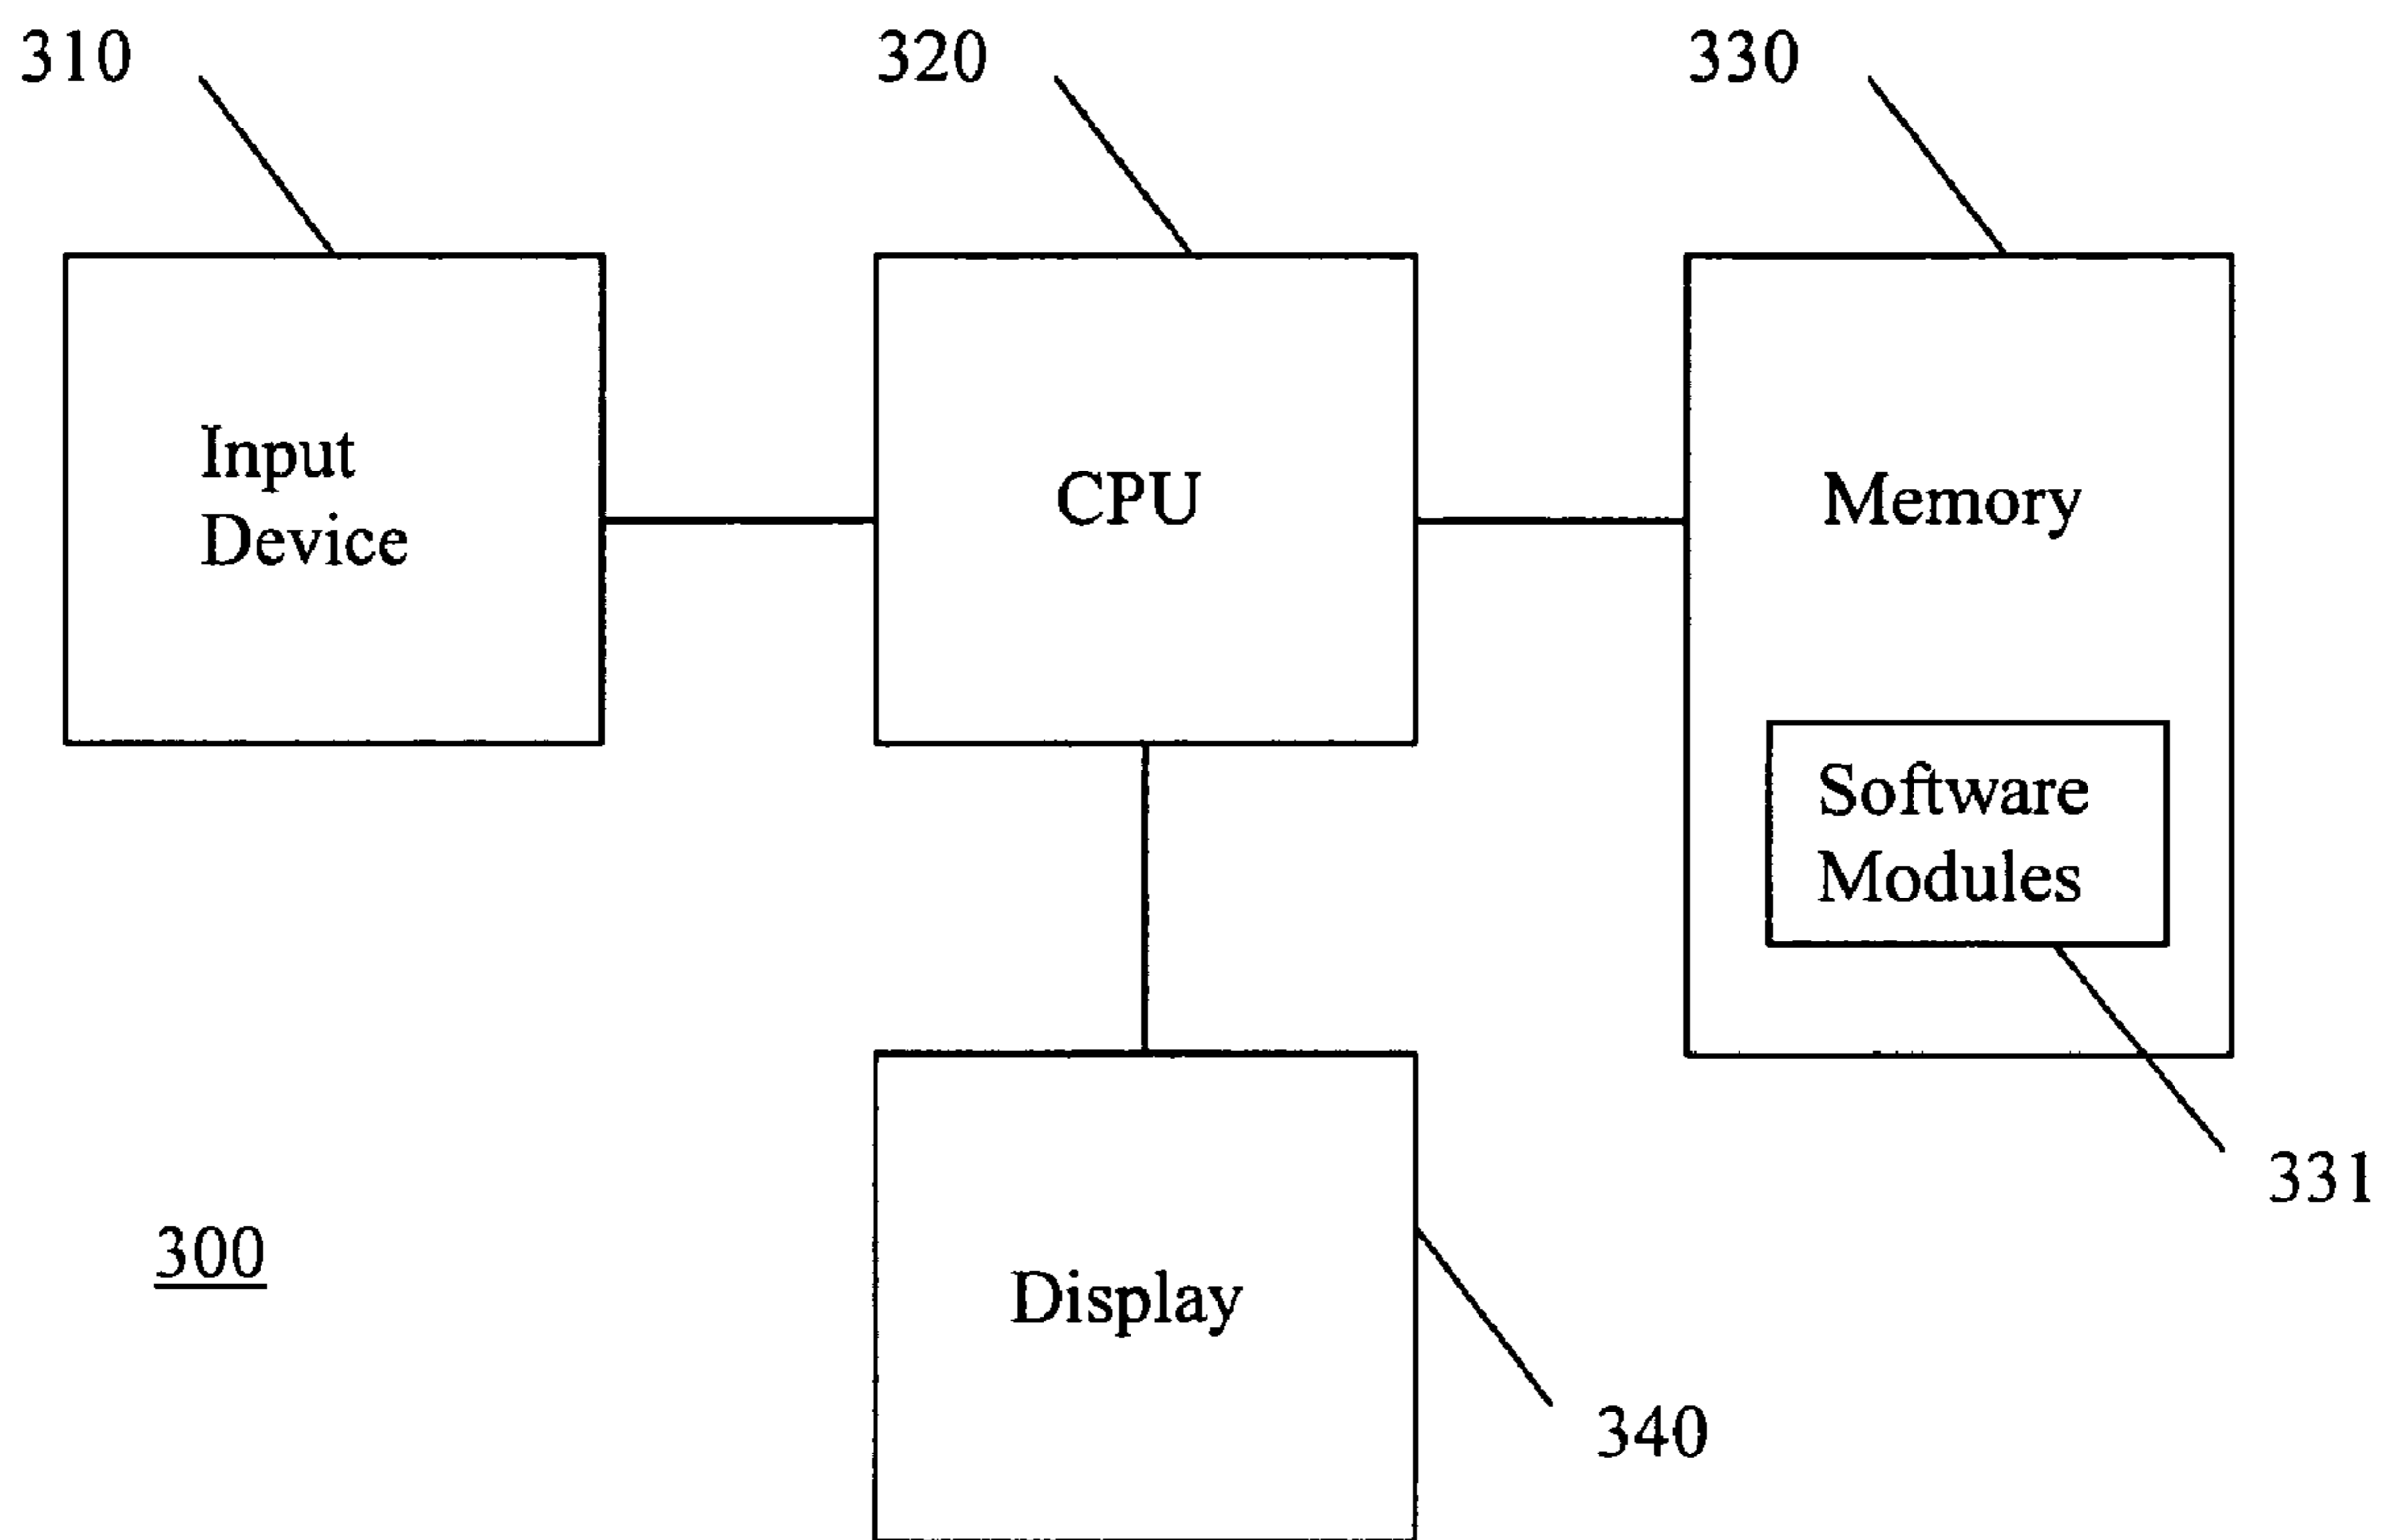 310
320
330
Input
Device
CPU
Memory
Software
Modules
331
300
Display
340